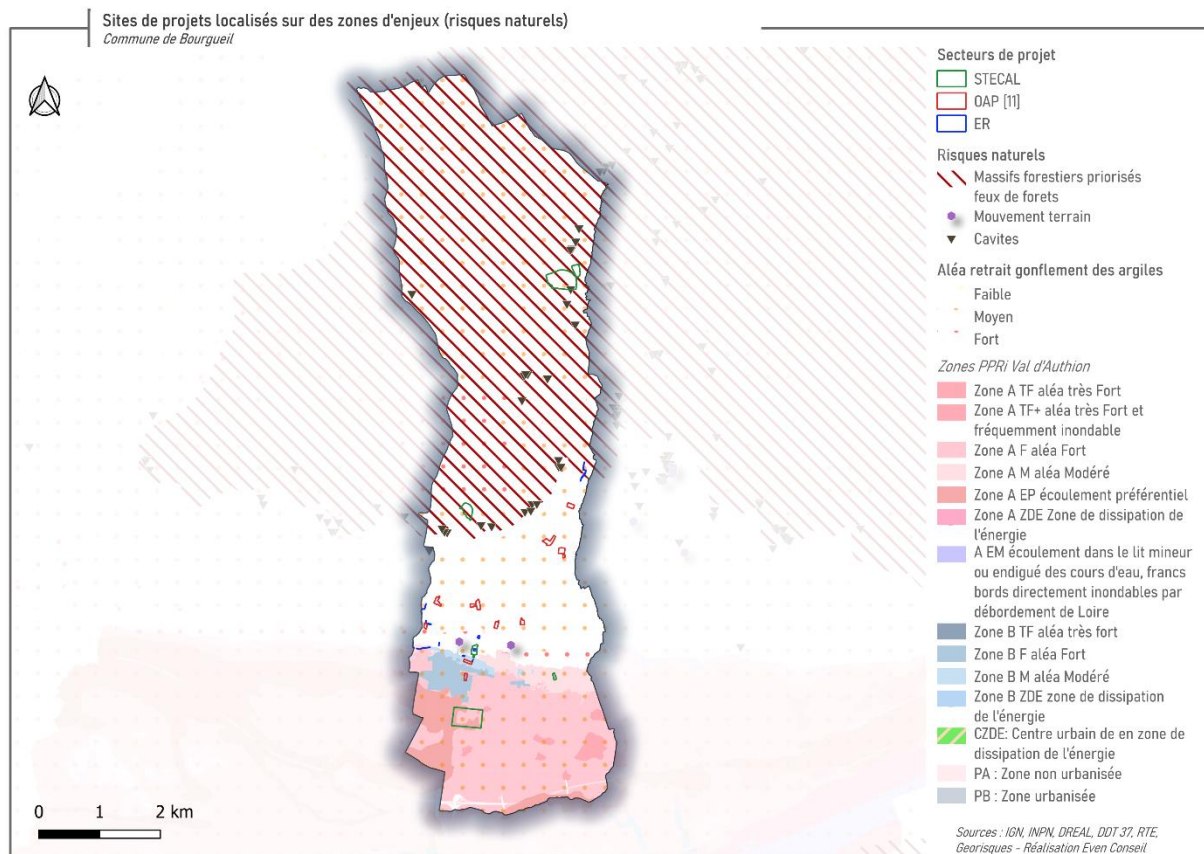 Sites de projets localisés sur des zones d'enjeux (risques naturels)
Commune de Bourgueil
Secteurs de projet
STECAL
OAP [11]
ER
Risques naturels
Massifs forestiers priorisés
feux de forets
Mouvement terrain
Cavites
Aléa retrait gonflement des argiles
Faible
Moyen
Fort
Zones PPRi Val d'Authion
Zone A TF aléa très Fort
Zone A TF+ aléa très Fort et
fréquemment inondable
Zone A F aléa Fort
Zone A M aléa Modéré
Zone A EP écoulement préférentiel
Zone A ZDE Zone de dissipation de
l'énergie
A EM écoulement dans le lit mineur
ou endigué des cours d'eau, francs
bords directement inondables par
débordement de Loire
Zone B TF aléa très fort
Zone B F aléa Fort
Zone B M aléa Modéré
Zone B ZDE zone de dissipation
de l'énergie
CZDE: Centre urbain de en zone de
dissipation de l'énergie
PA : Zone non urbanisée
PB : Zone urbanisée
0 1 2 km
Sources : IGN, INPN, DREAL, DDT 37, RTE,
Georisques - Réalisation Even Conseil